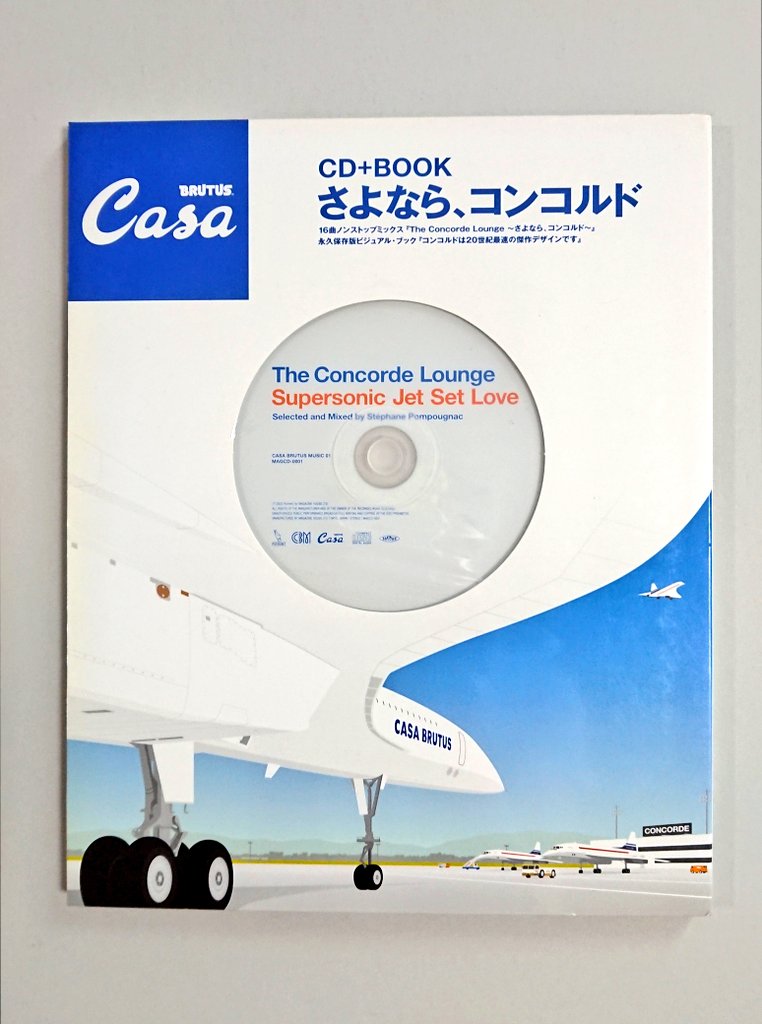 BRUTUS
Casa
CD+BOOK
さよなら、コンコルド
16曲ノンストップミックス『The Concorde Lounge ～さよなら、コンコルド～』
永久保存版ビジュアル・ブック『コンコルドは20世紀最速の傑作デザインです』
The Concorde Lounge
Supersonic Jet Set Love
Selected and Mixed by Stéphane Pompougnac
CASA BRUTUS MUSIC 01
MAGCD-0001
CBM
Casa
CASA BRUTUS
CONCORDE